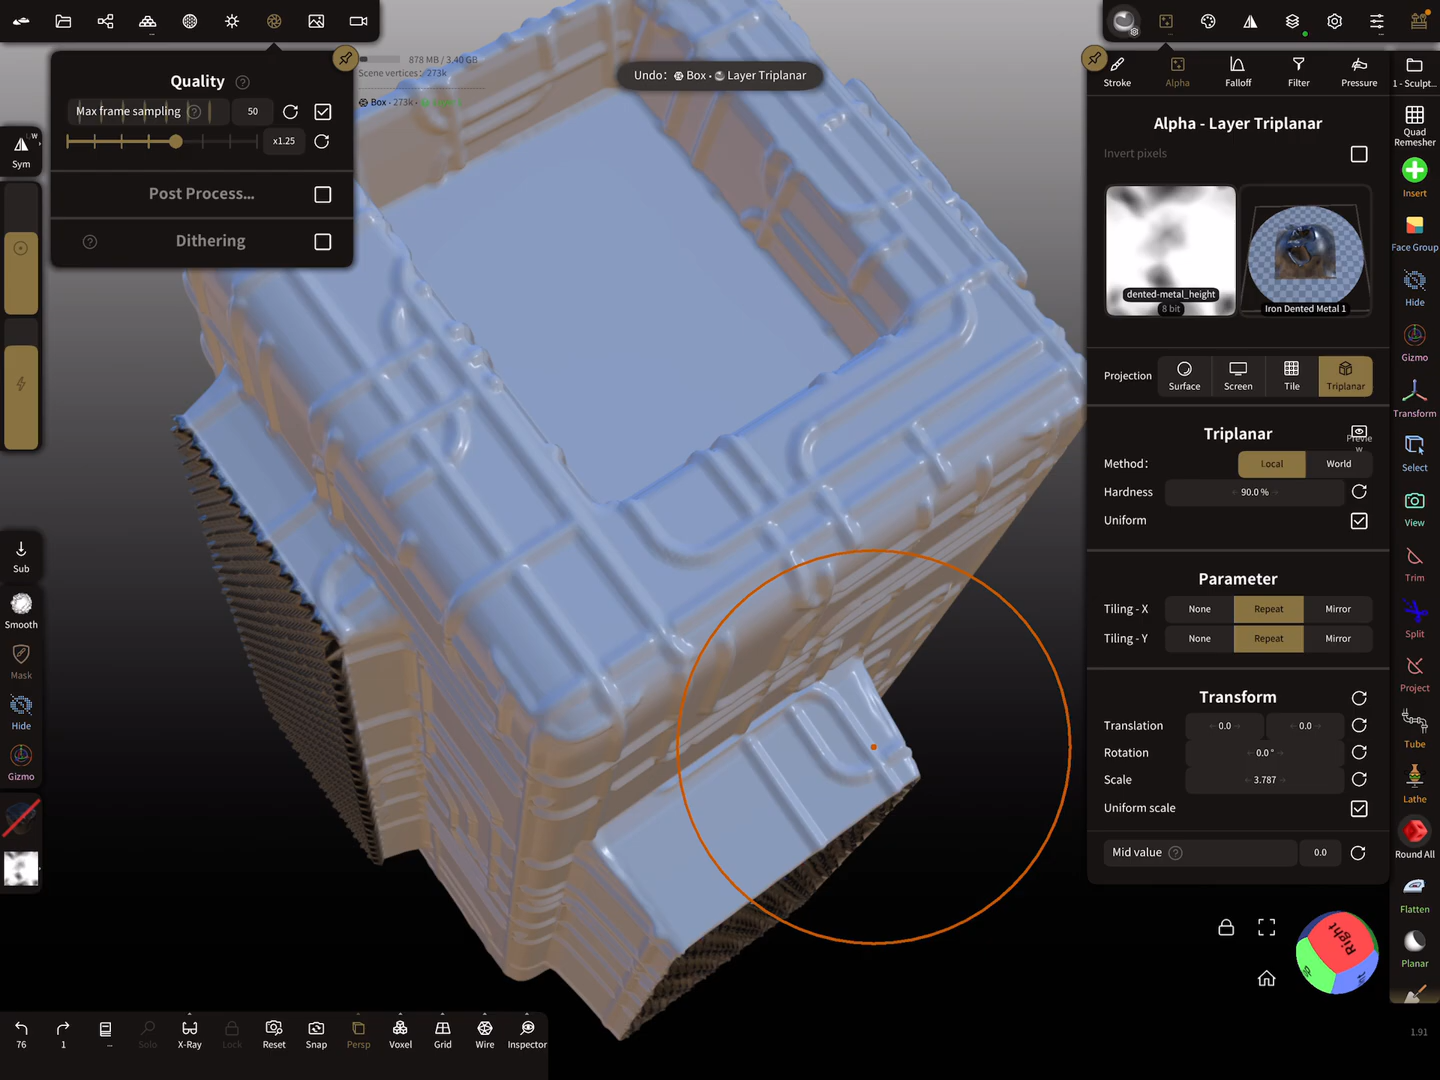 878 MB / 3.40 GB
Scene vertices: 273k
Box • 273k •
Undo: Box • Layer Triplanar
Quality
Max frame sampling
50
x1.25
Post Process...
Dithering
W
Sym
Sub
Smooth
Mask
Hide
Gizmo
Stroke
Alpha
Falloff
Filter
Pressure
Alpha - Layer Triplanar
Invert pixels
dented-metal_height
8 bit
Iron Dented Metal 1
Projection
Surface
Screen
Tile
Triplanar
Triplanar
Preview
Method:
Local
World
Hardness
90.0 %
Uniform
Parameter
Tiling - X
None
Repeat
Mirror
Tiling - Y
None
Repeat
Mirror
Transform
Translation
0.0
0.0
Rotation
0.0 °
Scale
3.787
Uniform scale
Mid value
0.0
1 - Sculpt...
Quad Remesher
Insert
Face Group
Hide
Gizmo
Transform
Select
View
Trim
Split
Project
Tube
Lathe
Round All
Flatten
Planar
Right
1.91
76
1
...
Solo
X-Ray
Lock
Reset
Snap
Persp
Voxel
Grid
Wire
Inspector